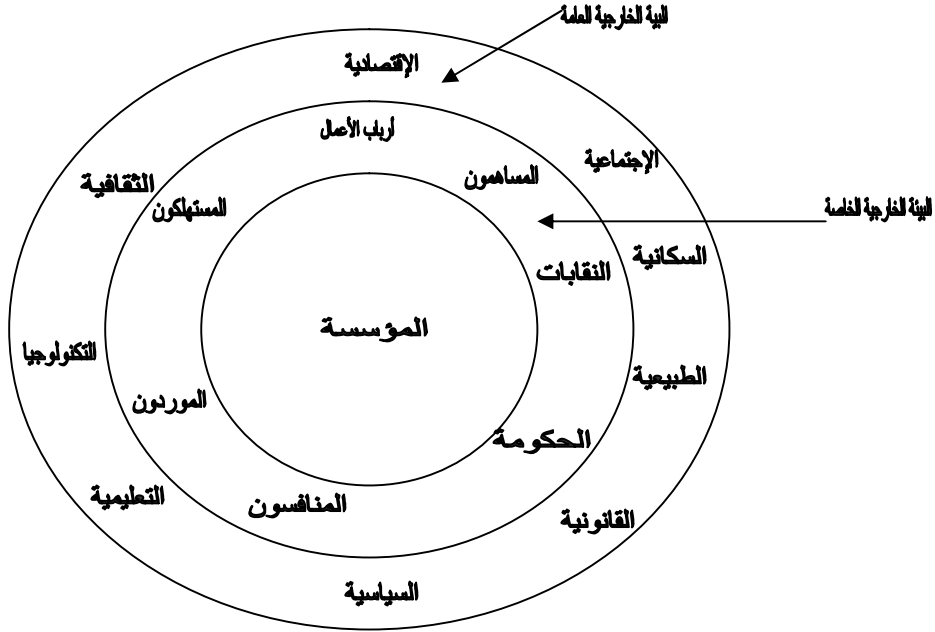 البية الخارجية العامة
الإقتصادية
أرباب الأعمال
الإجتماعية
المساهمون
الثقافية
المستهلكون
البيئة الخارجية الخاصة
السكانية
النقابات
المؤسسة
التكنولوجيا
الطبيعية
الموردون
الحكومة
التعليمية
المنافسون
القانونية
السياسية